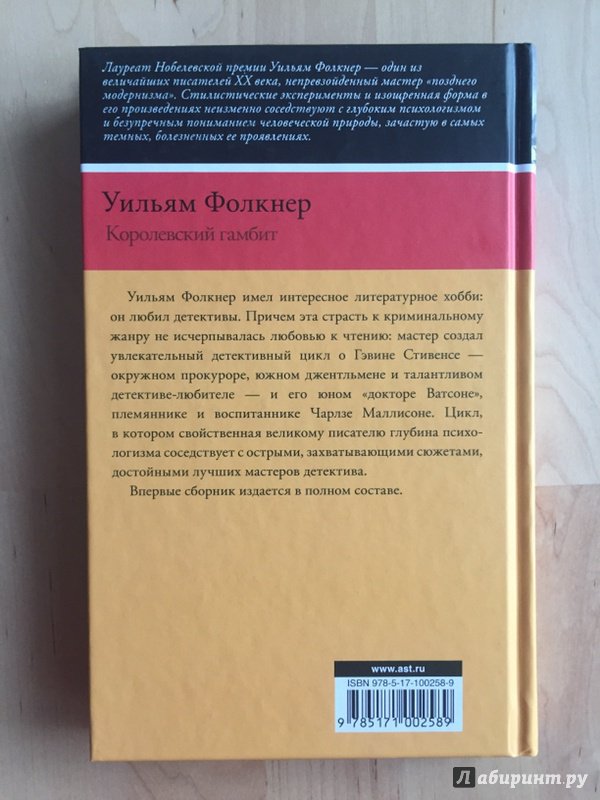 Лауреат Нобелевской премии Уильям Фолкнер — один из
величайших писателей XX века, непревзойденный мастер «позднего
модернизма». Стилистические эксперименты и изощренная форма в
его произведениях неизменно соседствуют с глубоким психологизмом
и безупречным пониманием человеческой природы, зачастую в самых
темных, болезненных ее проявлениях.
Уильям Фолкнер
Королевский гамбит
Уильям Фолкнер имел интересное литературное хобби:
он любил детективы. Причем эта страсть к криминальному
жанру не исчерпывалась любовью к чтению: мастер создал
увлекательный детективный цикл о Гэвине Стивенсе —
окружном прокуроре, южном джентльмене и талантливом
детективе-любителе — и его юном «докторе Ватсоне»,
племяннике и воспитаннике Чарлзе Маллисоне. Цикл,
в котором свойственная великому писателю глубина психо-
логизма соседствует с острыми, захватывающими сюжетами,
достойными лучших мастеров детектива.
Впервые сборник издается в полном составе.
www.ast.ru
ISBN 978-5-17-100258-9
9 785171 002589
Лабиринт.ру